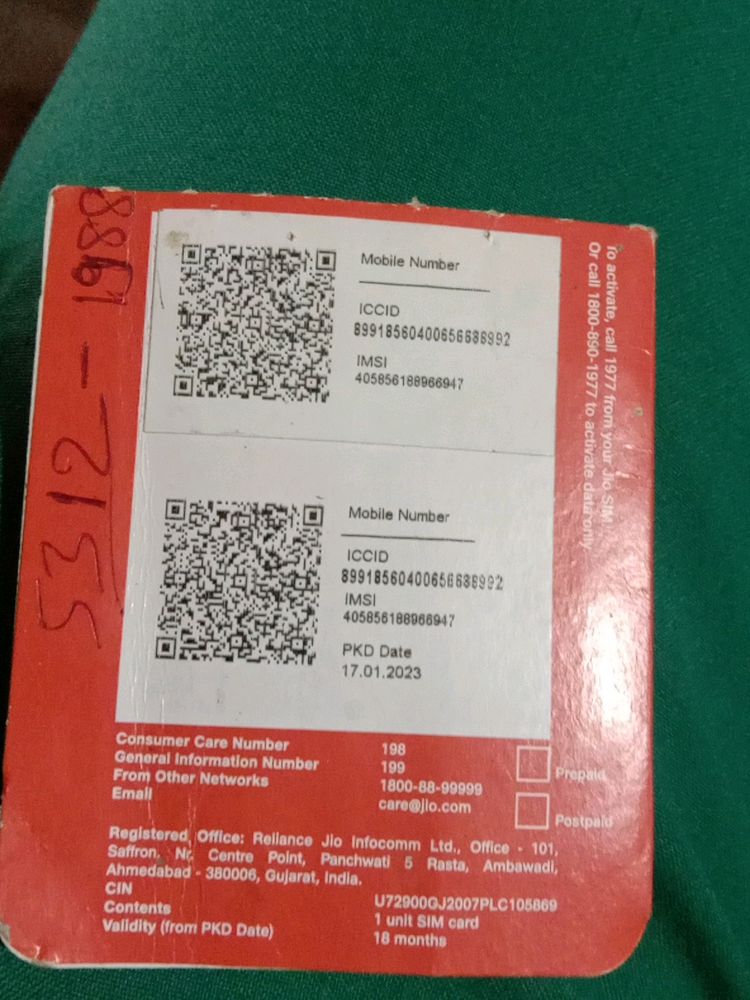 5312 - 1988
Mobile Number
ICCID
89918560400656688992
IMSI
405856188966947
Mobile Number
ICCID
89918560400656688992
IMSI
405856188966947
PKD Date
17.01.2023
To activate, call 1977 from your Jio SIM
Or call 1800-890-1977 to activate data only
Consumer Care Number 198
General Information Number 199
From Other Networks 1800-88-99999
Email care@jio.com
Prepaid
Postpaid
Registered Office: Reliance Jio Infocomm Ltd., Office - 101,
Saffron, Nr. Centre Point, Panchwati 5 Rasta, Ambawadi,
Ahmedabad - 380006, Gujarat, India.
CIN U72900GJ2007PLC105869
Contents 1 unit SIM card
Validity (from PKD Date) 18 months